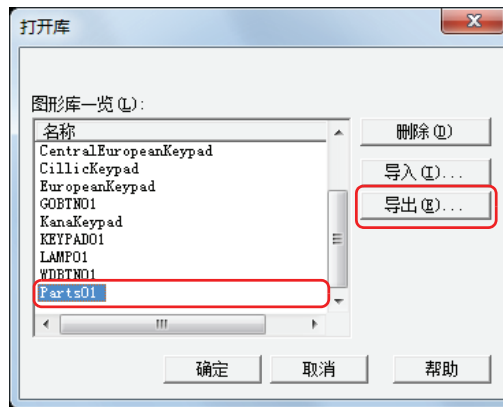 打开库
图形库一览(L):
名称
CentralEuropeanKeypad
CillicKeypad
EuropeanKeypad
GOBTN01
KanaKeypad
KEYPAD01
LAMP01
WDBTN01
Parts01
删除(D)
导入(I)...
导出(E)...
确定
取消
帮助